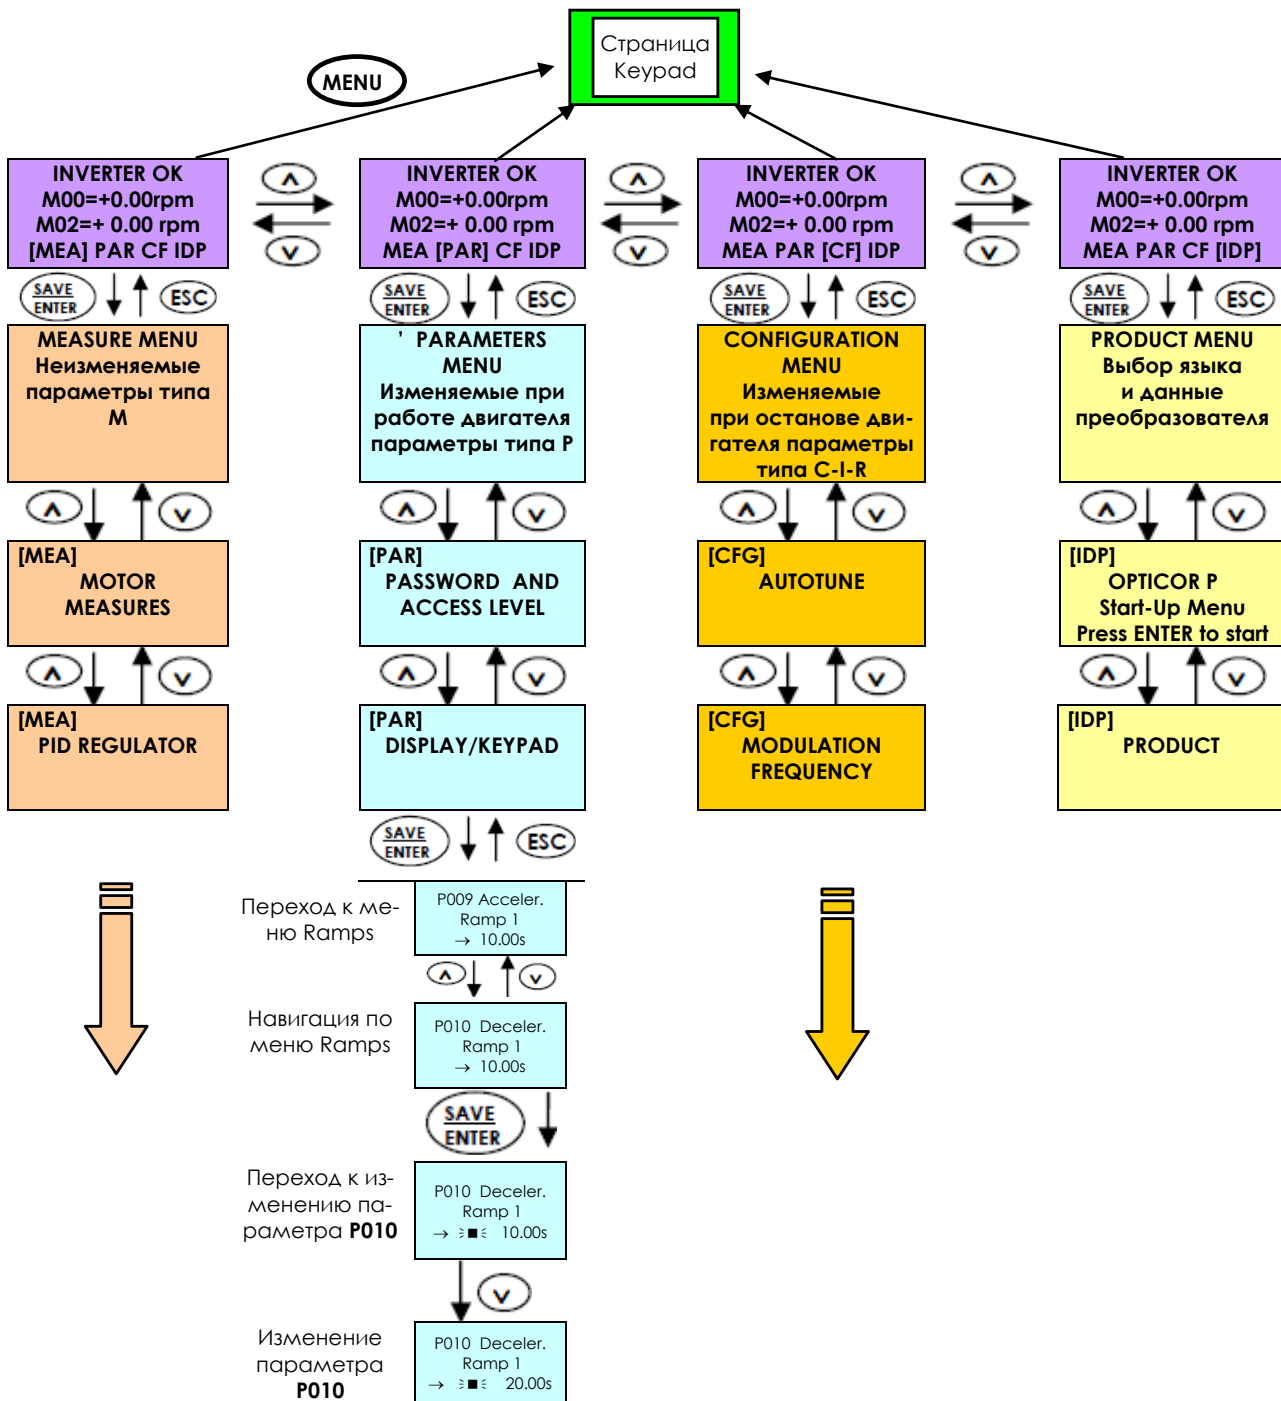 Страница
Keypad
MENU
INVERTER OK
M00=+0.00rpm
M02=+ 0.00 rpm
[MEA] PAR CF IDP
INVERTER OK
M00=+0.00rpm
M02=+ 0.00 rpm
MEA [PAR] CF IDP
INVERTER OK
M00=+0.00rpm
M02=+ 0.00 rpm
MEA PAR [CF] IDP
INVERTER OK
M00=+0.00rpm
M02=+ 0.00 rpm
MEA PAR CF [IDP]
SAVE
ENTER
ESC
SAVE
ENTER
ESC
SAVE
ENTER
ESC
SAVE
ENTER
ESC
MEASURE MENU
Неизменяемые
параметры типа
M
' PARAMETERS
MENU
Изменяемые при
работе двигателя
параметры типа P
CONFIGURATION
MENU
Изменяемые
при останове дви-
гателя параметры
типа C-I-R
PRODUCT MENU
Выбор языка
и данные
преобразователя
[MEA]
MOTOR
MEASURES
[PAR]
PASSWORD AND
ACCESS LEVEL
[CFG]
AUTOTUNE
[IDP]
OPTICOR P
Start-Up Menu
Press ENTER to start
[MEA]
PID REGULATOR
[PAR]
DISPLAY/KEYPAD
[CFG]
MODULATION
FREQUENCY
[IDP]
PRODUCT
SAVE
ENTER
ESC
Переход к ме-
ню Ramps
P009 Acceler.
Ramp 1
→ 10.00s
Навигация по
меню Ramps
P010 Deceler.
Ramp 1
→ 10.00s
SAVE
ENTER
Переход к из-
менению па-
раметра P010
P010 Deceler.
Ramp 1
→ 10.00s
Изменение
параметра
P010
P010 Deceler.
Ramp 1
→ 20.00s